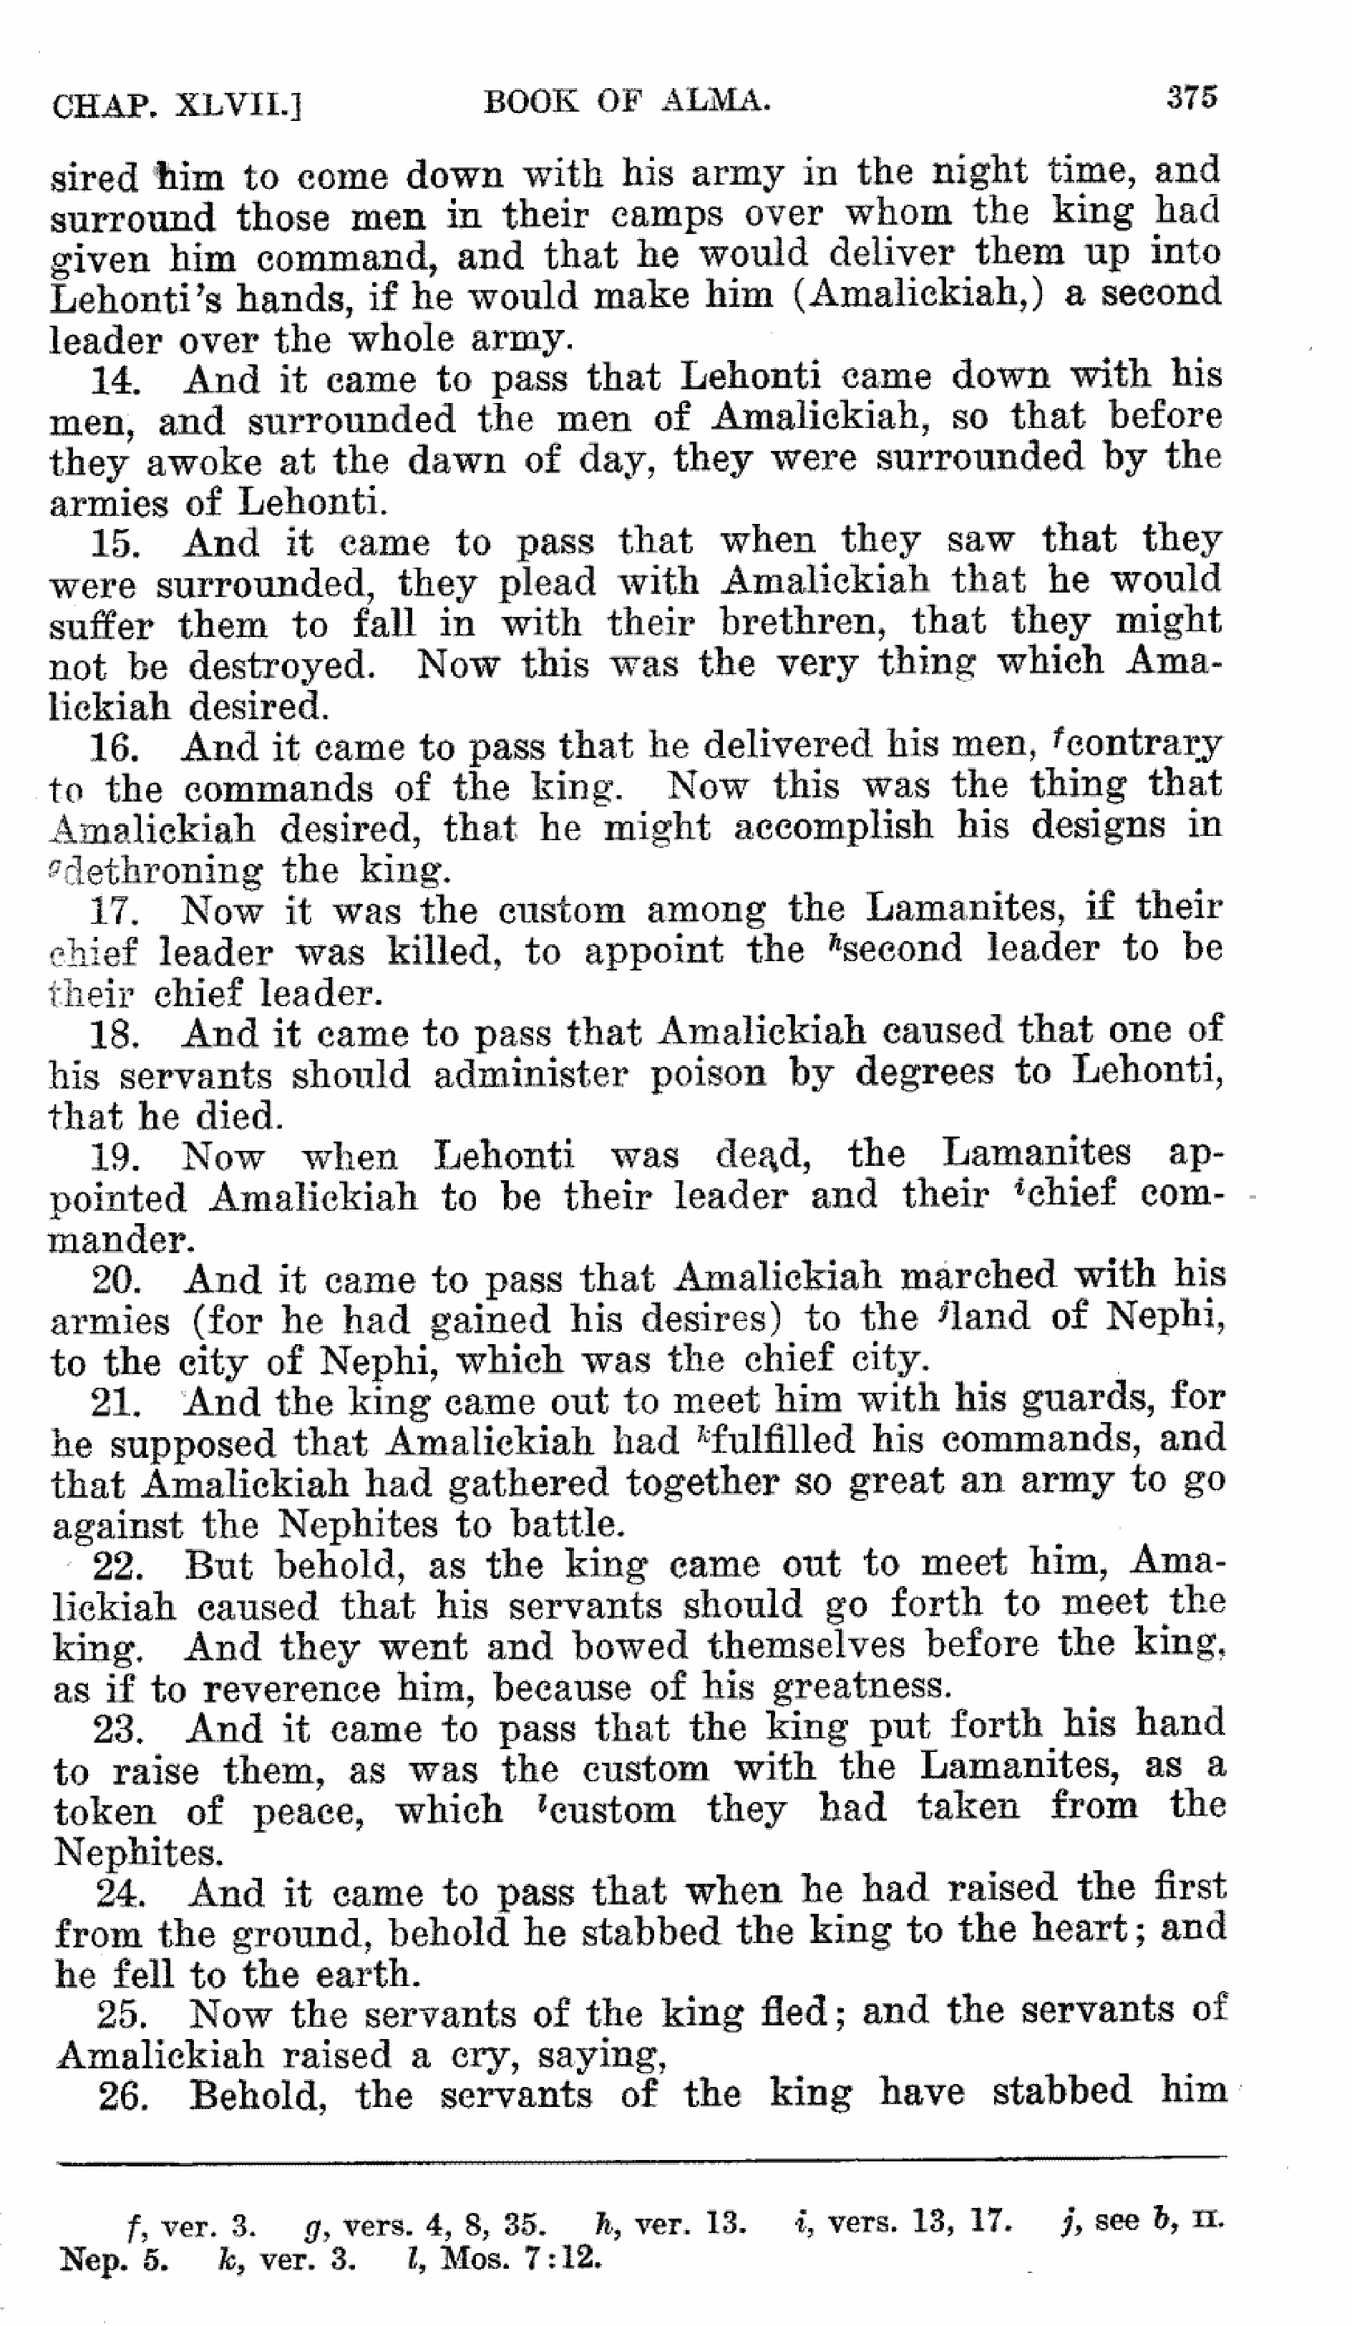 CHAP. XLVII.] BOOK OF ALMA. 375
sired him to come down with his army in the night time, and
surround those men in their camps over whom the king had
given him command, and that he would deliver them up into
Lehonti's hands, if he would make him (Amalickiah,) a second
leader over the whole army.
14. And it came to pass that Lehonti came down with his
men, and surrounded the men of Amalickiah, so that before
they awoke at the dawn of day, they were surrounded by the
armies of Lehonti.
15. And it came to pass that when they saw that they
were surrounded, they plead with Amalickiah that he would
suffer them to fall in with their brethren, that they might
not be destroyed. Now this was the very thing which Ama-
lickiah desired.
16. And it came to pass that he delivered his men, fcontrary
to the commands of the king. Now this was the thing that
Amalickiah desired, that he might accomplish his designs in
gdethroning the king.
17. Now it was the custom among the Lamanites, if their
chief leader was killed, to appoint the hsecond leader to be
their chief leader.
18. And it came to pass that Amalickiah caused that one of
his servants should administer poison by degrees to Lehonti,
that he died.
19. Now when Lehonti was dead, the Lamanites ap-
pointed Amalickiah to be their leader and their ichief com-
mander.
20. And it came to pass that Amalickiah marched with his
armies (for he had gained his desires) to the jland of Nephi,
to the city of Nephi, which was the chief city.
21. And the king came out to meet him with his guards, for
he supposed that Amalickiah had kfulfilled his commands, and
that Amalickiah had gathered together so great an army to go
against the Nephites to battle.
22. But behold, as the king came out to meet him, Ama-
lickiah caused that his servants should go forth to meet the
king. And they went and bowed themselves before the king,
as if to reverence him, because of his greatness.
23. And it came to pass that the king put forth his hand
to raise them, as was the custom with the Lamanites, as a
token of peace, which lcustom they had taken from the
Nephites.
24. And it came to pass that when he had raised the first
from the ground, behold he stabbed the king to the heart; and
he fell to the earth.
25. Now the servants of the king fled; and the servants of
Amalickiah raised a cry, saying,
26. Behold, the servants of the king have stabbed him
f, ver. 3. g, vers. 4, 8, 35. h, ver. 13. i, vers. 13, 17. j, see b, II.
Nep. 5. k, ver. 3. l, Mos. 7:12.